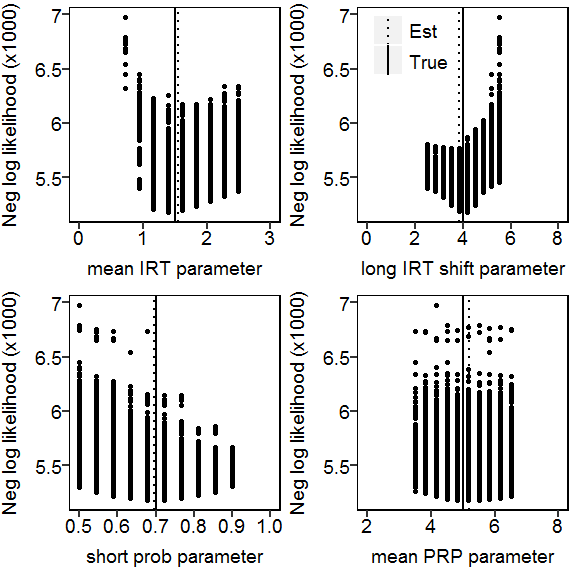 Neg log likelihood (x1000)
7
6.5
6
5.5
0 1 2 3
mean IRT parameter
Neg log likelihood (x1000)
7
6.5
6
5.5
Est
True
0 2 4 6 8
long IRT shift parameter
Neg log likelihood (x1000)
7
6.5
6
5.5
0.5 0.6 0.7 0.8 0.9 1.0
short prob parameter
Neg log likelihood (x1000)
7
6.5
6
5.5
2 4 6 8
mean PRP parameter